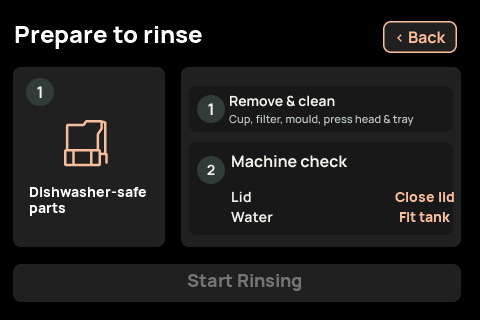 Prepare to rinse
‹ Back
1
Dishwasher-safe
parts
1
Remove & clean
Cup, filter, mould, press head & tray
2
Machine check
Lid Close lid
Water Fit tank
Start Rinsing